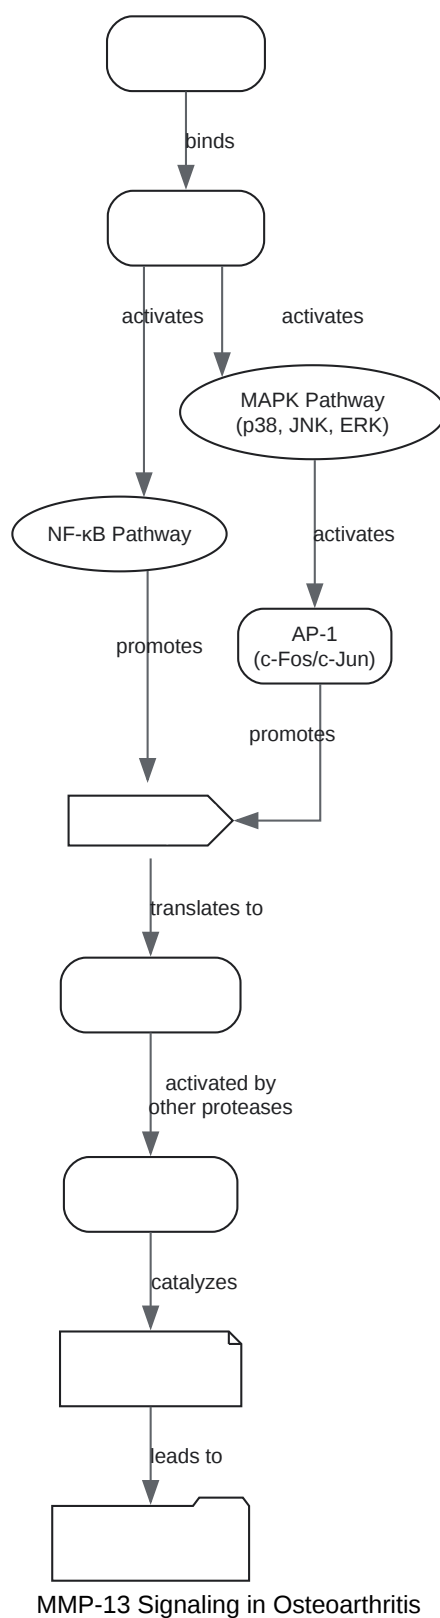 binds
activates
activates
MAPK Pathway
(p38, JNK, ERK)
NF-κB Pathway
activates
AP-1
(c-Fos/c-Jun)
promotes
promotes
translates to
activated by
other proteases
catalyzes
leads to
MMP-13 Signaling in Osteoarthritis